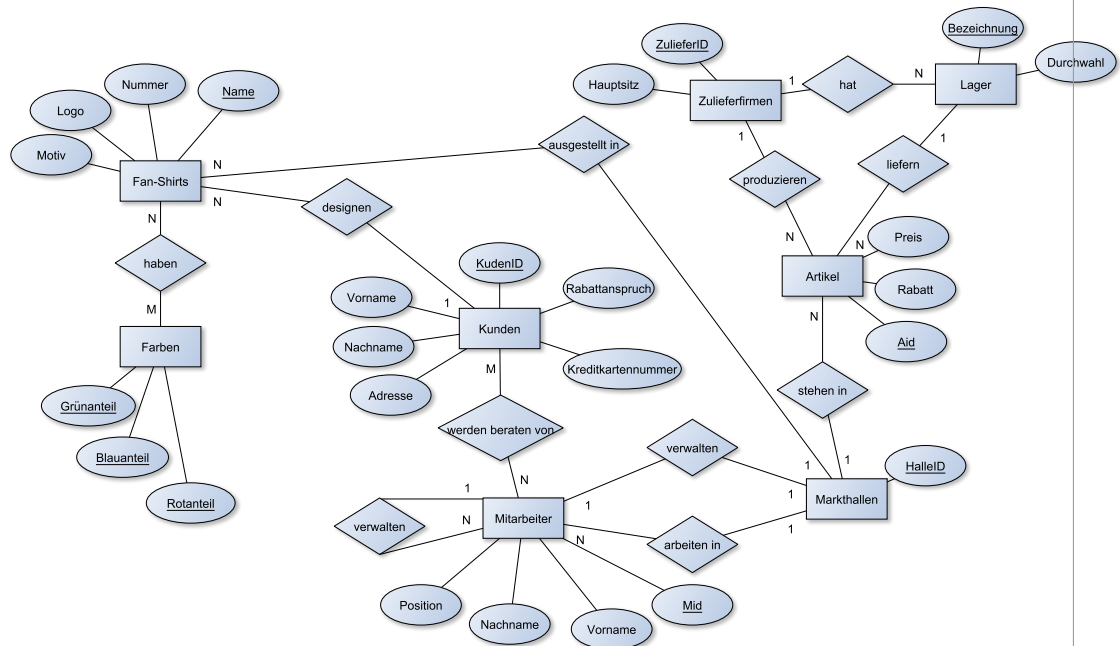 Bezeichnung
ZulieferID
Durchwahl
Nummer
Name
Hauptsitz
1
hat
N
Lager
Zulieferfirmen
Logo
1
1
Motiv
ausgestellt in
N
liefern
Fan-Shirts
produzieren
N
designen
N
haben
N
Preis
N
KudenID
Artikel
Rabattanspruch
Rabatt
Vorname
1
M
N
Kunden
Aid
Farben
Nachname
M
Kreditkartennummer
Adresse
stehen in
Grünanteil
werden beraten von
verwalten
Blauanteil
1
1
HalleID
N
1
1
Rotanteil
1
Markthallen
verwalten
N
Mitarbeiter
1
N
arbeiten in
Position
Mid
Nachname
Vorname